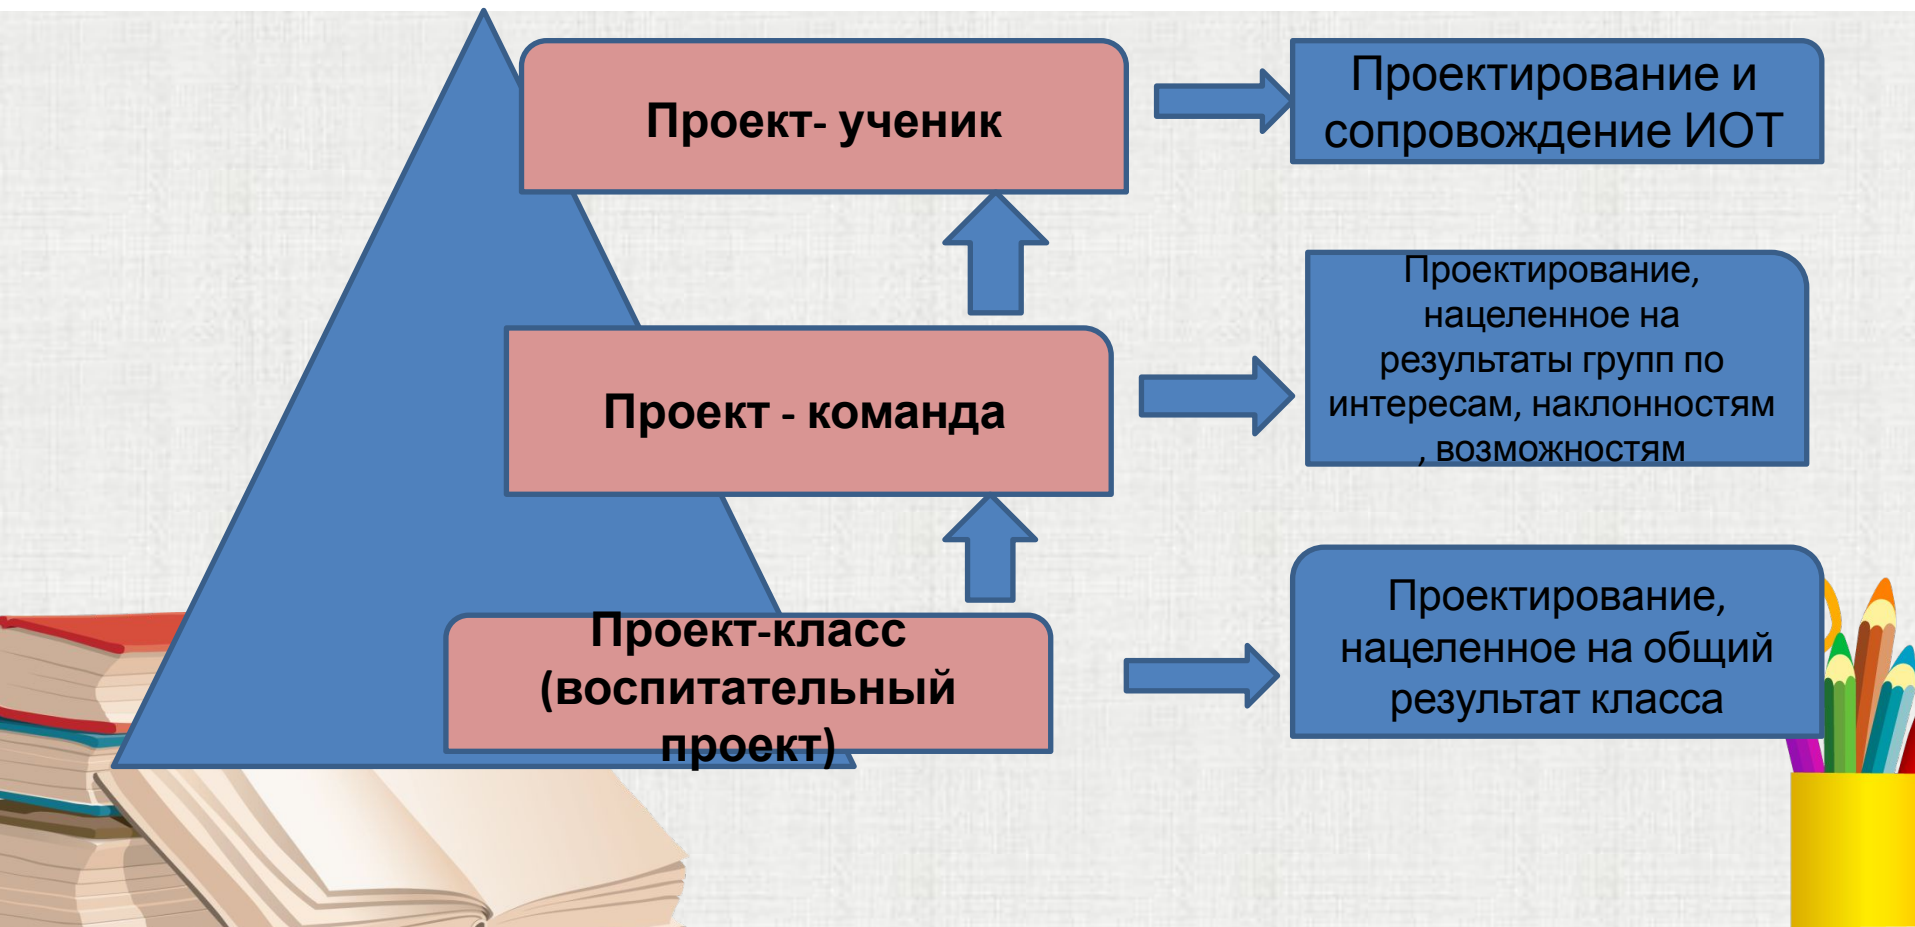 Проект- ученик
Проектирование и
сопровождение ИОТ
Проект - команда
Проектирование,
нацеленное на
результаты групп по
интересам, наклонностям
, возможностям
Проект-класс
(воспитательный
проект)
Проектирование,
нацеленное на общий
результат класса